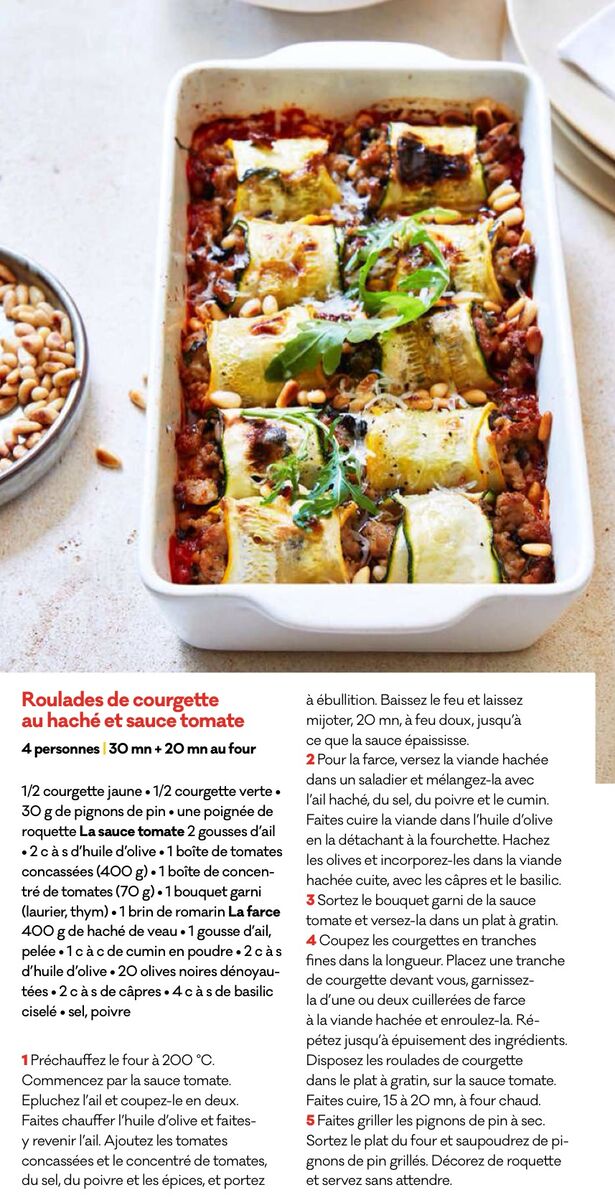 Roulades de courgette
au haché et sauce tomate
4 personnes | 30 mn + 20 mn au four
1/2 courgette jaune • 1/2 courgette verte •
30 g de pignons de pin • une poignée de
roquette La sauce tomate 2 gousses d’ail
• 2 c à s d’huile d’olive • 1 boîte de tomates
concassées (400 g) • 1 boîte de concen-
tré de tomates (70 g) • 1 bouquet garni
(laurier, thym) • 1 brin de romarin La farce
400 g de haché de veau • 1 gousse d’ail,
pelée • 1 c à c de cumin en poudre • 2 c à s
d’huile d’olive • 20 olives noires dénoyau-
tées • 2 c à s de câpres • 4 c à s de basilic
ciselé • sel, poivre
1 Préchauffez le four à 200 °C.
Commencez par la sauce tomate.
Epluchez l’ail et coupez-le en deux.
Faites chauffer l’huile d’olive et faites-
y revenir l’ail. Ajoutez les tomates
concassées et le concentré de tomates,
du sel, du poivre et les épices, et portez
à ébullition. Baissez le feu et laissez
mijoter, 20 mn, à feu doux, jusqu’à
ce que la sauce épaississe.
2 Pour la farce, versez la viande hachée
dans un saladier et mélangez-la avec
l’ail haché, du sel, du poivre et le cumin.
Faites cuire la viande dans l’huile d’olive
en la détachant à la fourchette. Hachez
les olives et incorporez-les dans la viande
hachée cuite, avec les câpres et le basilic.
3 Sortez le bouquet garni de la sauce
tomate et versez-la dans un plat à gratin.
4 Coupez les courgettes en tranches
fines dans la longueur. Placez une tranche
de courgette devant vous, garnissez-
la d’une ou deux cuillerées de farce
à la viande hachée et enroulez-la. Ré-
pétez jusqu’à épuisement des ingrédients.
Disposez les roulades de courgette
dans le plat à gratin, sur la sauce tomate.
Faites cuire, 15 à 20 mn, à four chaud.
5 Faites griller les pignons de pin à sec.
Sortez le plat du four et saupoudrez de pi-
gnons de pin grillés. Décorez de roquette
et servez sans attendre.